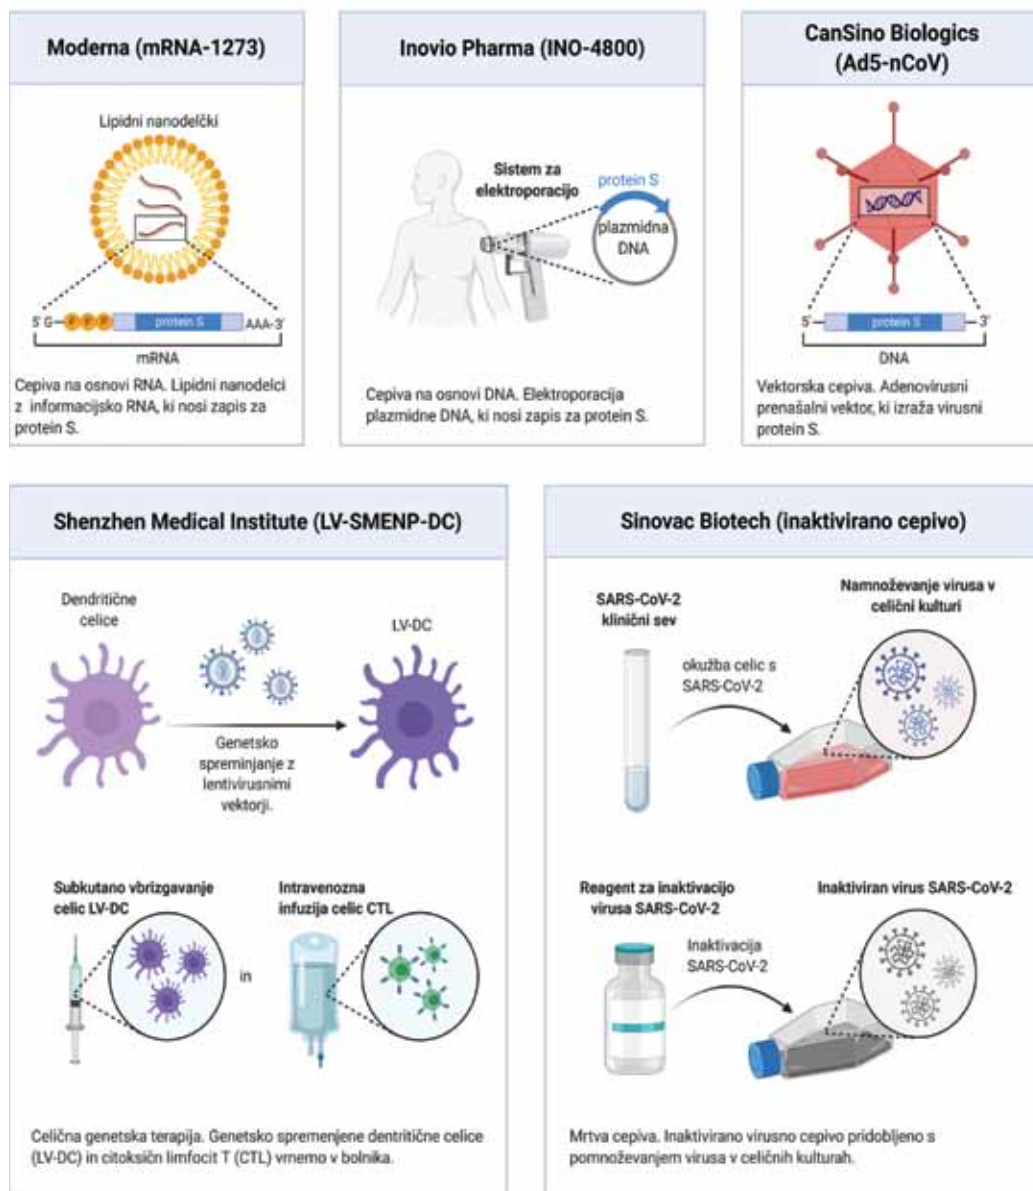 Moderna (mRNA-1273)
Lipidni nanodelčki
5' G
P P P
protein S
AAA-3'
mRNA
Cepiva na osnovi RNA. Lipidni nanodelci
z informacijsko RNA, ki nosi zapis za
protein S.
Inovio Pharma (INO-4800)
Sistem za
elektroporacijo
protein S
plazmidna
DNA
Cepiva na osnovi DNA. Elektroporacija
plazmidne DNA, ki nosi zapis za protein S.
CanSino Biologics
(Ad5-nCoV)
5'
protein S
3'
DNA
Vektorska cepiva. Adenovirusni
prenašalni vektor, ki izraža virusni
protein S.
Shenzhen Medical Institute (LV-SMENP-DC)
Dendritične
celice
LV-DC
Genetsko
spreminjanje z
lentivirusnimi
vektorji.
Subkutano vbrizgavanje
celic LV-DC
in
Intravenozna
infuzija celic CTL
Celična genetska terapija. Genetsko spremenjene dentritične celice
(LV-DC) in citoksičn limfocit T (CTL) vrnemo v bolnika.
Sinovac Biotech (inaktivirano cepivo)
SARS-CoV-2
klinični sev
okužba celic s
SARS-CoV-2
Namnoževanje virusa v
celični kulturi
Reagent za inaktivacijo
virusa SARS-CoV-2
Inaktivacija
SARS-CoV-2
Inaktiviran virus SARS-CoV-2
Mrtva cepiva. Inaktivirano virusno cepivo pridobljeno s
pomnoževanjem virusa v celičnih kulturah.